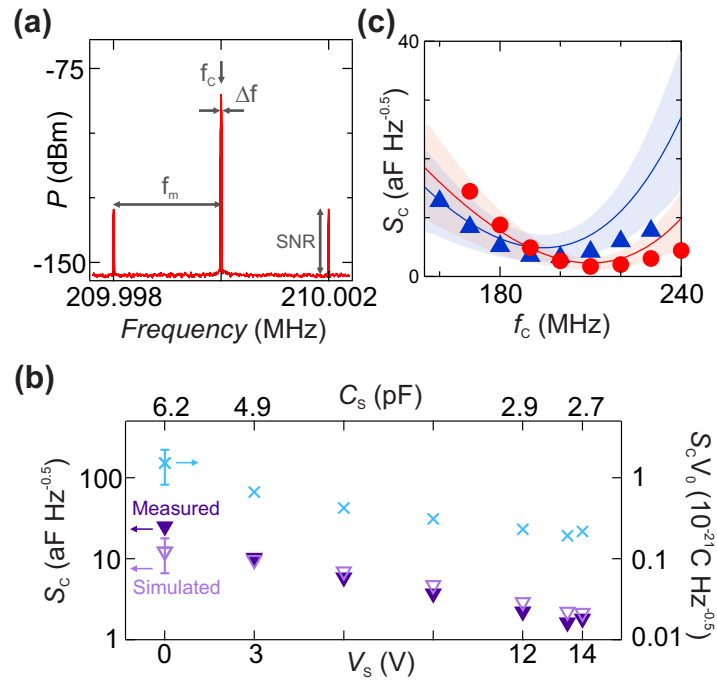 (a)
-75
-150
P (dBm)
f_c
Δf
f_m
SNR
209.998
210.002
Frequency (MHz)
(c)
40
0
S_C (aF Hz^-0.5)
180
240
f_c (MHz)
(b)
C_S (pF)
6.2
4.9
2.9
2.7
100
10
1
S_C (aF Hz^-0.5)
Measured
Simulated
1
0.1
0.01
S_C V_0 (10^-21 C Hz^-0.5)
0
3
12
14
V_S (V)